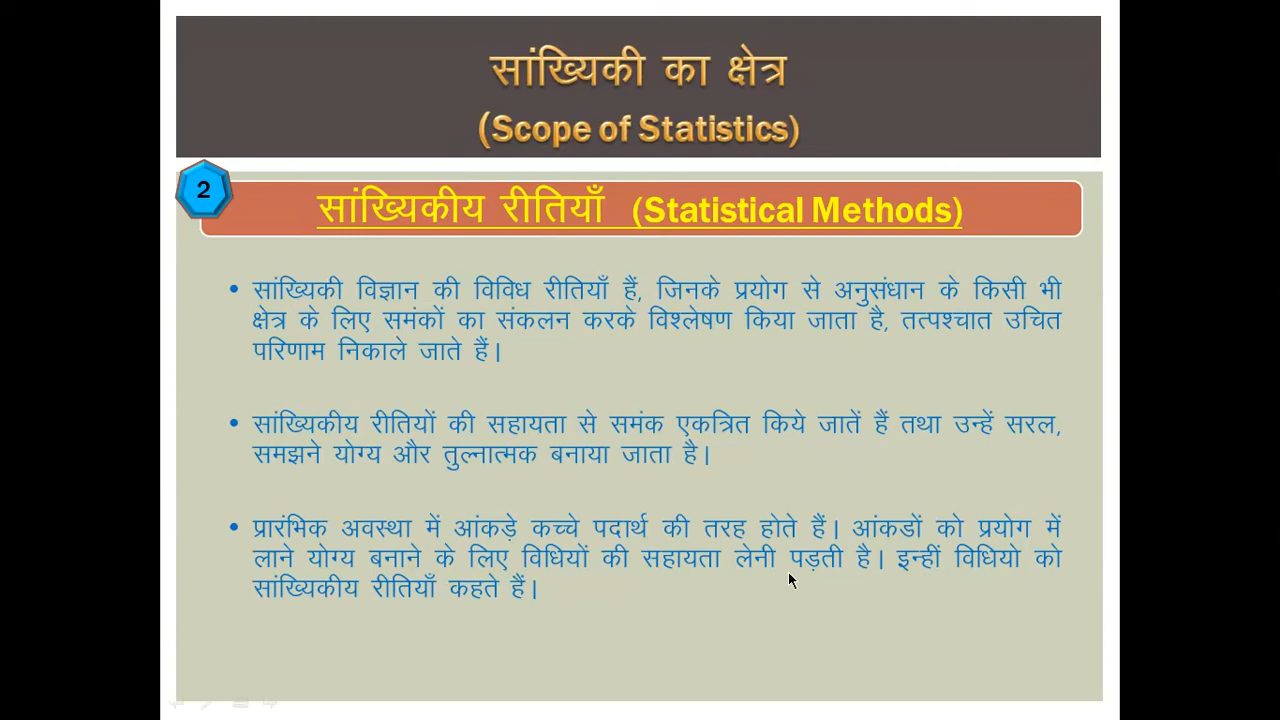 सांख्यिकी का क्षेत्र
(Scope of Statistics)
2
सांख्यिकीय रीतियाँ (Statistical Methods)
• सांख्यिकी विज्ञान की विविध रीतियाँ हैं, जिनके प्रयोग से अनुसंधान के किसी भी
क्षेत्र के लिए समंकों का संकलन करके विश्लेषण किया जाता है, तत्पश्चात उचित
परिणाम निकाले जाते हैं।
• सांख्यिकीय रीतियों की सहायता से समंक एकत्रित किये जातें हैं तथा उन्हें सरल,
समझने योग्य और तुल्नात्मक बनाया जाता है।
• प्रारंभिक अवस्था में आंकड़े कच्चे पदार्थ की तरह होते हैं। आंकडों को प्रयोग में
लाने योग्य बनाने के लिए विधियों की सहायता लेनी पड़ती है। इन्हीं विधियो को
सांख्यिकीय रीतियाँ कहते हैं।